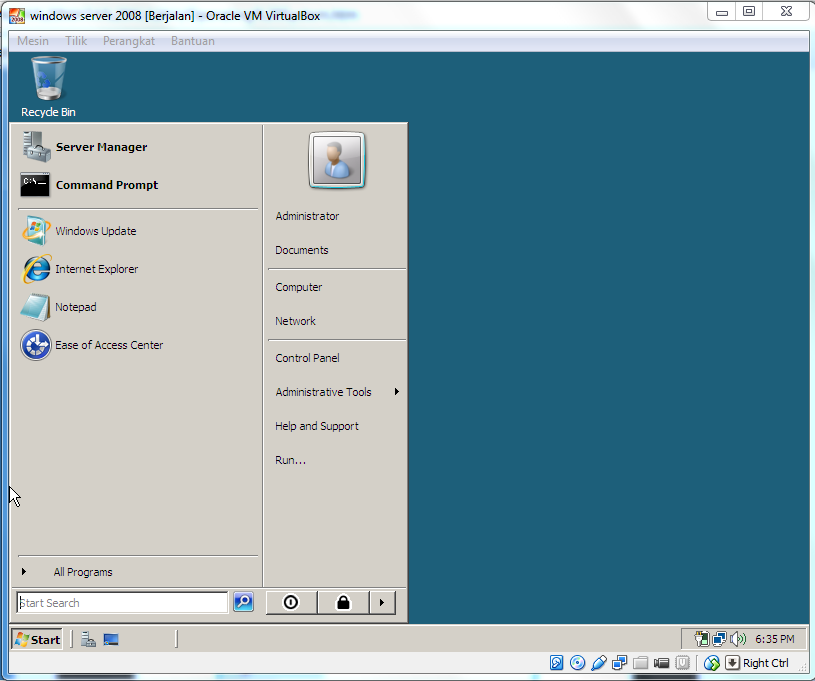 windows server 2008 [Berjalan] - Oracle VM VirtualBox
Mesin Tilik Perangkat Bantuan
Recycle Bin
Server Manager
Command Prompt
Windows Update
Internet Explorer
Notepad
Ease of Access Center
All Programs
Start Search
Administrator
Documents
Computer
Network
Control Panel
Administrative Tools
Help and Support
Run...
Start
6:35 PM
Right Ctrl